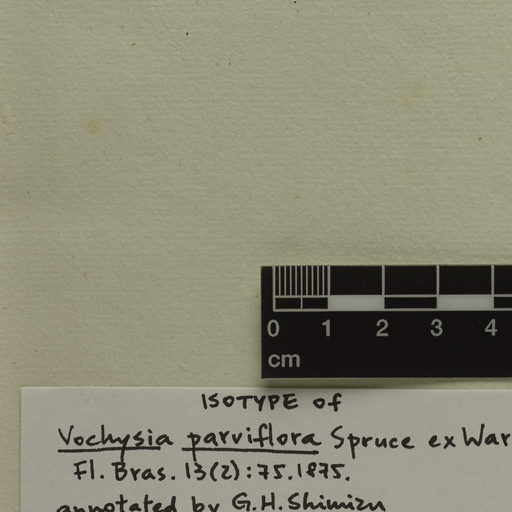 0 1 2 3 4
cm
ISOTYPE of
Vochysia parviflora Spruce ex War
Fl. Bras. 13(2):75.1875.
annotated by G.H. Shimizu